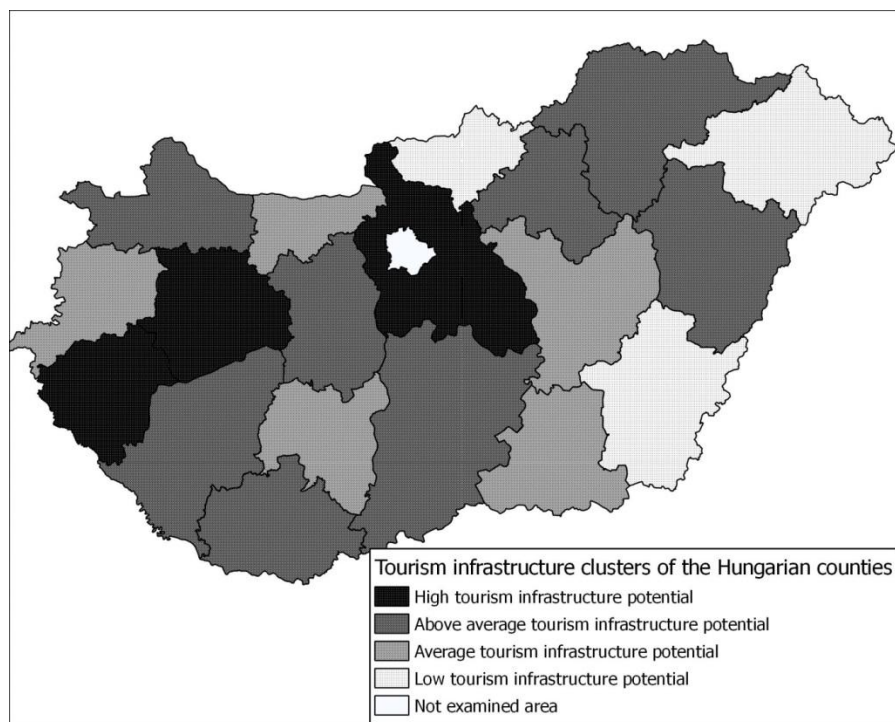 Tourism infrastructure clusters of the Hungarian counties
High tourism infrastructure potential
Above average tourism infrastructure potential
Average tourism infrastructure potential
Low tourism infrastructure potential
Not examined area